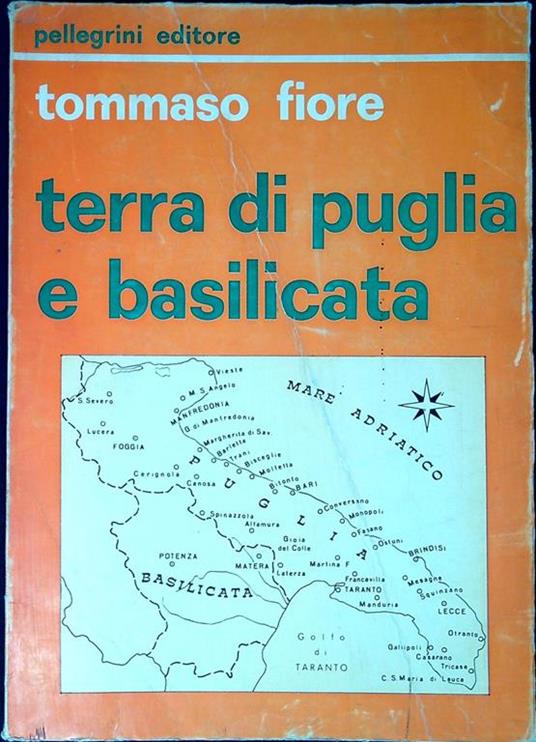 pellegrini editore
tommaso fiore
terra di puglia
e basilicata
Vieste
M. S. Angelo
S. Severo
MANFREDONIA
G. di Manfredonia
MARE ADRIATICO
Lucera
FOGGIA
Margherita di Sav.
Barletta
Trani
Bisceglie
Molfetta
Cerignola
Canosa
Bitonto
BARI
PUGLIA
Conversano
Monopoli
Spinazzola
Altamura
Fasano
Gioia
del Colle
Ostuni
POTENZA
MATERA
Laterza
Martina F.
BRINDISI
BASILICATA
Francavilla
TARANTO
Mesagne
Manduria
Squinzano
LECCE
Golfo
di
TARANTO
Otranto
Gallipoli
Casarano
Tricase
C. S. Maria di Leuca